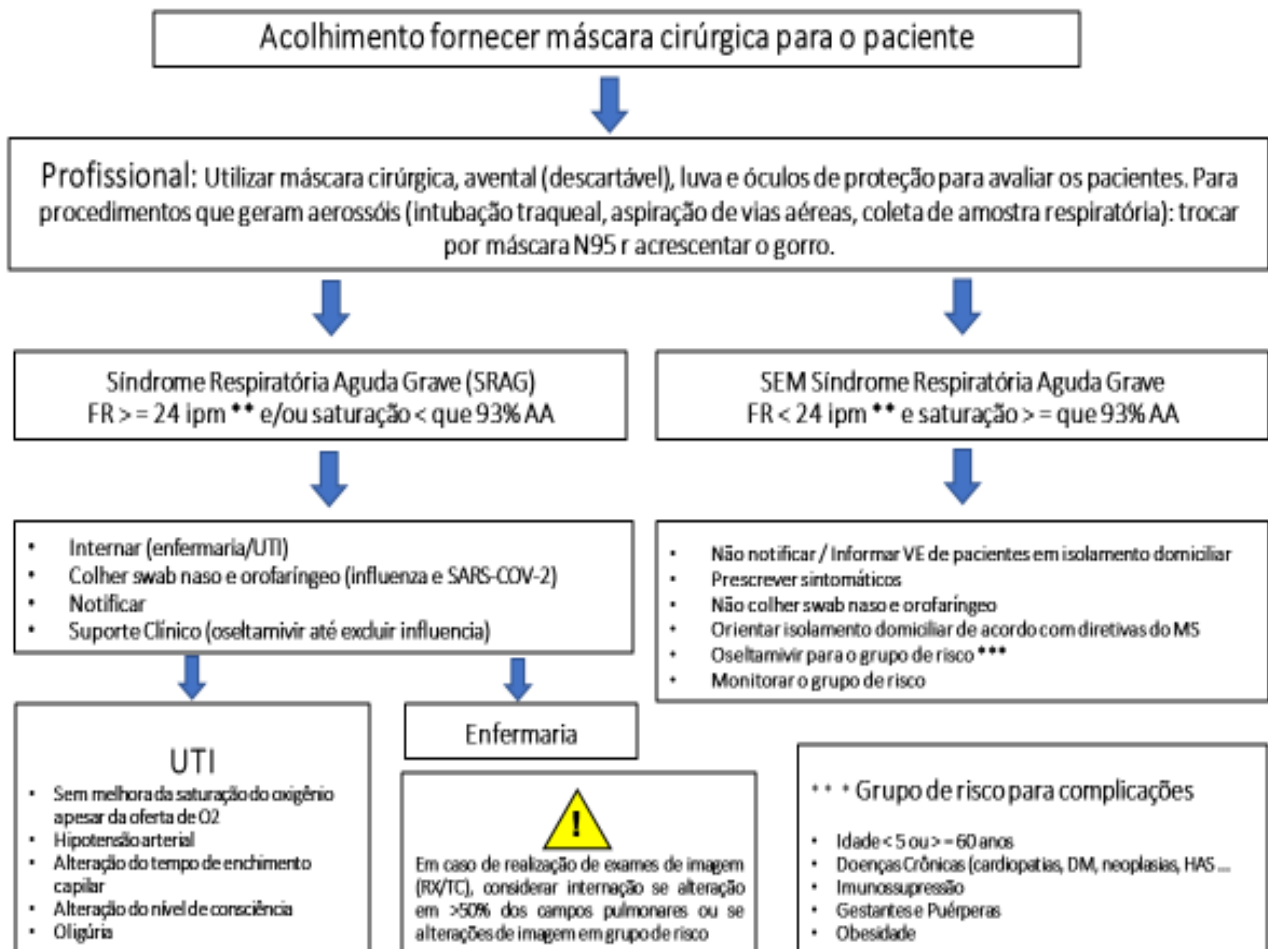 Acolhimento fornecer máscara cirúrgica para o paciente
Profissional: Utilizar máscara cirúrgica, avental (descartável), luva e óculos de proteção para avaliar os pacientes. Para
procedimentos que geram aerossóis (intubação traqueal, aspiração de vias aéreas, coleta de amostra respiratória): trocar
por máscara N95 r acrescentar o gorro.
Síndrome Respiratória Aguda Grave (SRAG)
FR > = 24 ipm ** e/ou saturação < que 93% AA
SEM Síndrome Respiratória Aguda Grave
FR < 24 ipm ** e saturação > = que 93% AA
• Internar (enfermaria/UTI)
• Colher swab naso e orofaríngeo (influenza e SARS-COV-2)
• Notificar
• Suporte Clínico (oseltamivir até excluir influencia)
• Não notificar / Informar VE de pacientes em isolamento domiciliar
• Prescrever sintomáticos
• Não colher swab naso e orofaríngeo
• Orientar isolamento domiciliar de acordo com diretivas do MS
• Oseltamivir para o grupo de risco ***
• Monitorar o grupo de risco
UTI
• Sem melhora da saturação do oxigênio
apesar da oferta de O2
• Hipotensão arterial
• Alteração do tempo de enchimento
capilar
• Alteração do nível de consciência
• Oligúria
Enfermaria
!
Em caso de realização de exames de imagem
(RX/TC), considerar internação se alteração
em >50% dos campos pulmonares ou se
alterações de imagem em grupo de risco
* * * Grupo de risco para complicações
• Idade < 5 ou > = 60 anos
• Doenças Crônicas (cardiopatias, DM, neoplasias, HAS ...
• Imunossupressão
• Gestantes e Puérperas
• Obesidade